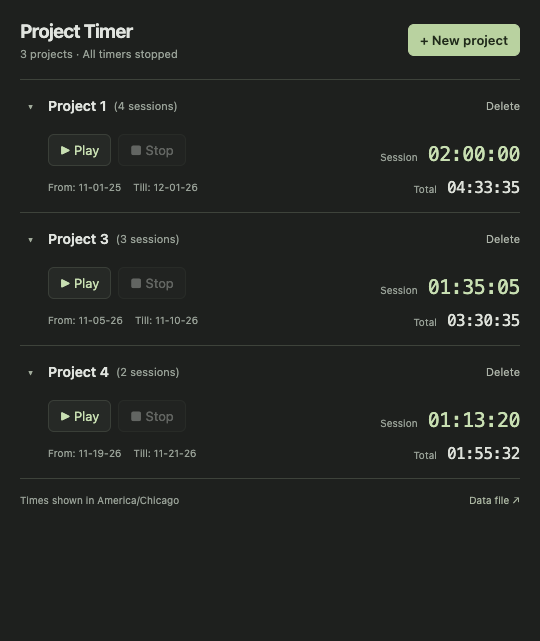 Project Timer
3 projects · All timers stopped
+ New project
▾ Project 1 (4 sessions) Delete
▶ Play ■ Stop Session 02:00:00
From: 11-01-25 Till: 12-01-26 Total 04:33:35
▾ Project 3 (3 sessions) Delete
▶ Play ■ Stop Session 01:35:05
From: 11-05-26 Till: 11-10-26 Total 03:30:35
▾ Project 4 (2 sessions) Delete
▶ Play ■ Stop Session 01:13:20
From: 11-19-26 Till: 11-21-26 Total 01:55:32
Times shown in America/Chicago Data file ↗